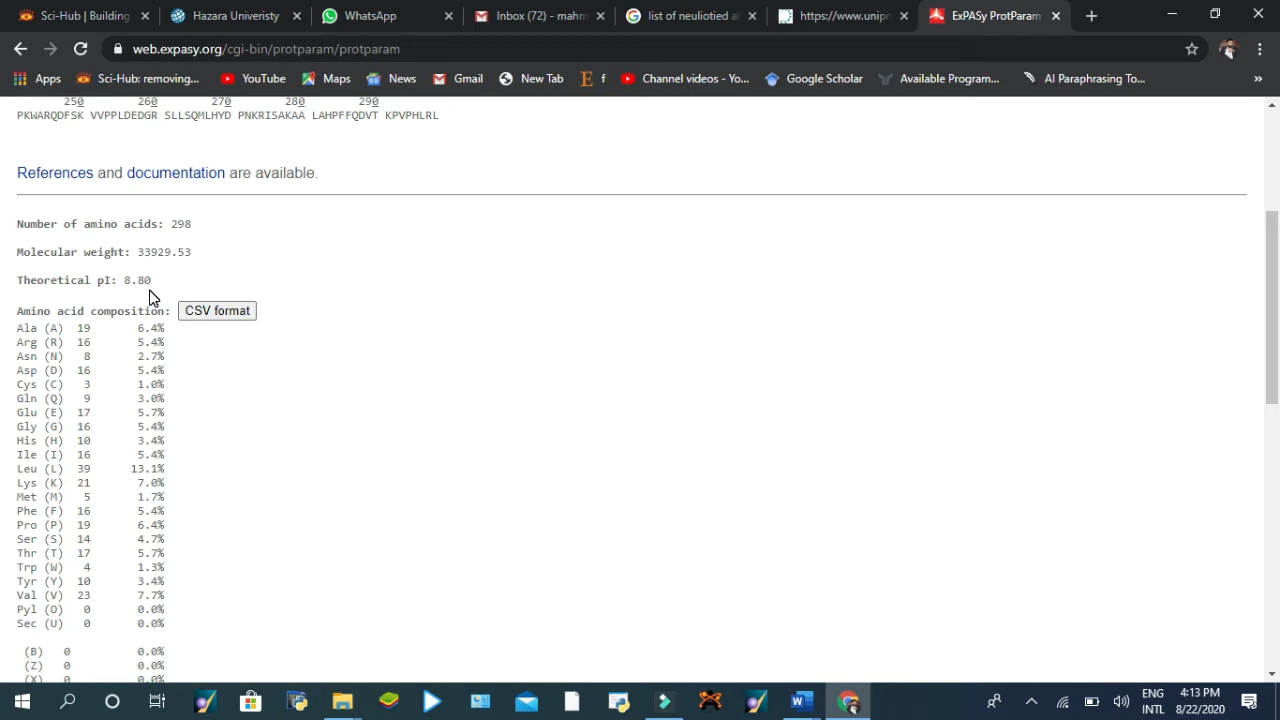 Sci-Hub | Building
Hazara Univeristy
WhatsApp
Inbox (72) - mahm
list of neuliotied al
https://www.unipr
ExPASy ProtParam
web.expasy.org/cgi-bin/protparam/protparam
Apps
Sci-Hub: removing...
YouTube
Maps
News
Gmail
New Tab
f
Channel videos - Yo...
Google Scholar
Available Program...
AI Paraphrasing To...
»
250 260 270 280 290
PKWARQDFSK VVPPLDEDGR SLLSQMLHYD PNKRISAKAA LAHPFFQDVT KPVPHLRL
References and documentation are available.
Number of amino acids: 298
Molecular weight: 33929.53
Theoretical pI: 8.80
Amino acid composition: CSV format
Ala (A) 19 6.4%
Arg (R) 16 5.4%
Asn (N) 8 2.7%
Asp (D) 16 5.4%
Cys (C) 3 1.0%
Gln (Q) 9 3.0%
Glu (E) 17 5.7%
Gly (G) 16 5.4%
His (H) 10 3.4%
Ile (I) 16 5.4%
Leu (L) 39 13.1%
Lys (K) 21 7.0%
Met (M) 5 1.7%
Phe (F) 16 5.4%
Pro (P) 19 6.4%
Ser (S) 14 4.7%
Thr (T) 17 5.7%
Trp (W) 4 1.3%
Tyr (Y) 10 3.4%
Val (V) 23 7.7%
Pyl (O) 0 0.0%
Sec (U) 0 0.0%
(B) 0 0.0%
(Z) 0 0.0%
(X) 0 0.0%
ENG
INTL
4:13 PM
8/22/2020